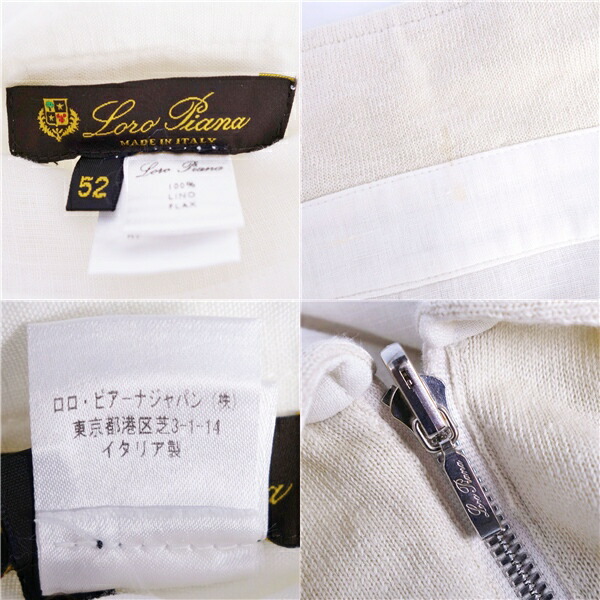 Loro Piana
MADE IN ITALY
52
Loro Piana
100%
LINO
FLAX
ロロ・ピアーナジャパン（株）
東京都港区芝3-1-14
イタリア製
Loro Piana